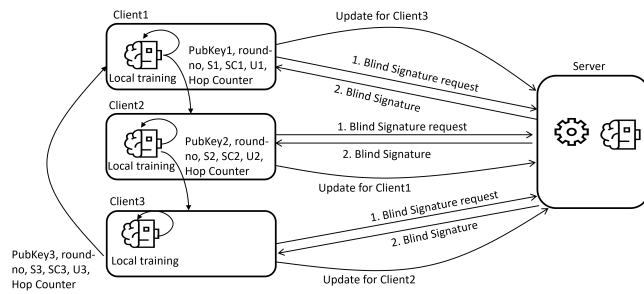 Client1
Update for Client3
PubKey1, round-
no, S1, SC1, U1,
Hop Counter
Local training
1. Blind Signature request
2. Blind Signature
Server
Client2
PubKey2, round-
no, S2, SC2, U2,
Hop Counter
Local training
1. Blind Signature request
2. Blind Signature
Update for Client1
Client3
Local training
1. Blind Signature request
2. Blind Signature
Update for Client2
PubKey3, round-
no, S3, SC3, U3,
Hop Counter